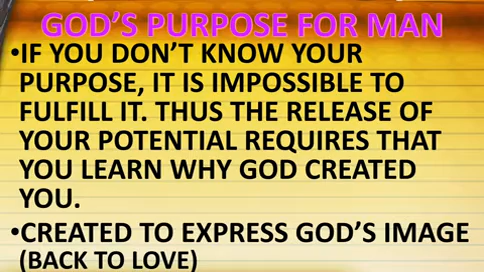 GOD’S PURPOSE FOR MAN
•IF YOU DON’T KNOW YOUR
PURPOSE, IT IS IMPOSSIBLE TO
FULFILL IT. THUS THE RELEASE OF
YOUR POTENTIAL REQUIRES THAT
YOU LEARN WHY GOD CREATED
YOU.
•CREATED TO EXPRESS GOD’S IMAGE
(BACK TO LOVE)